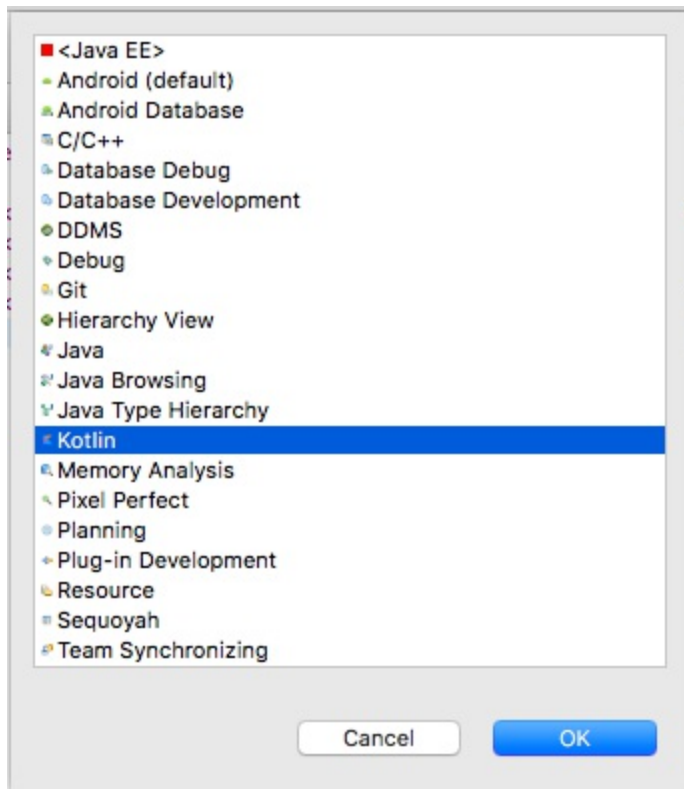 <Java EE>
Android (default)
Android Database
C/C++
Database Debug
Database Development
DDMS
Debug
Git
Hierarchy View
Java
Java Browsing
Java Type Hierarchy
Kotlin
Memory Analysis
Pixel Perfect
Planning
Plug-in Development
Resource
Sequoyah
Team Synchronizing
Cancel OK